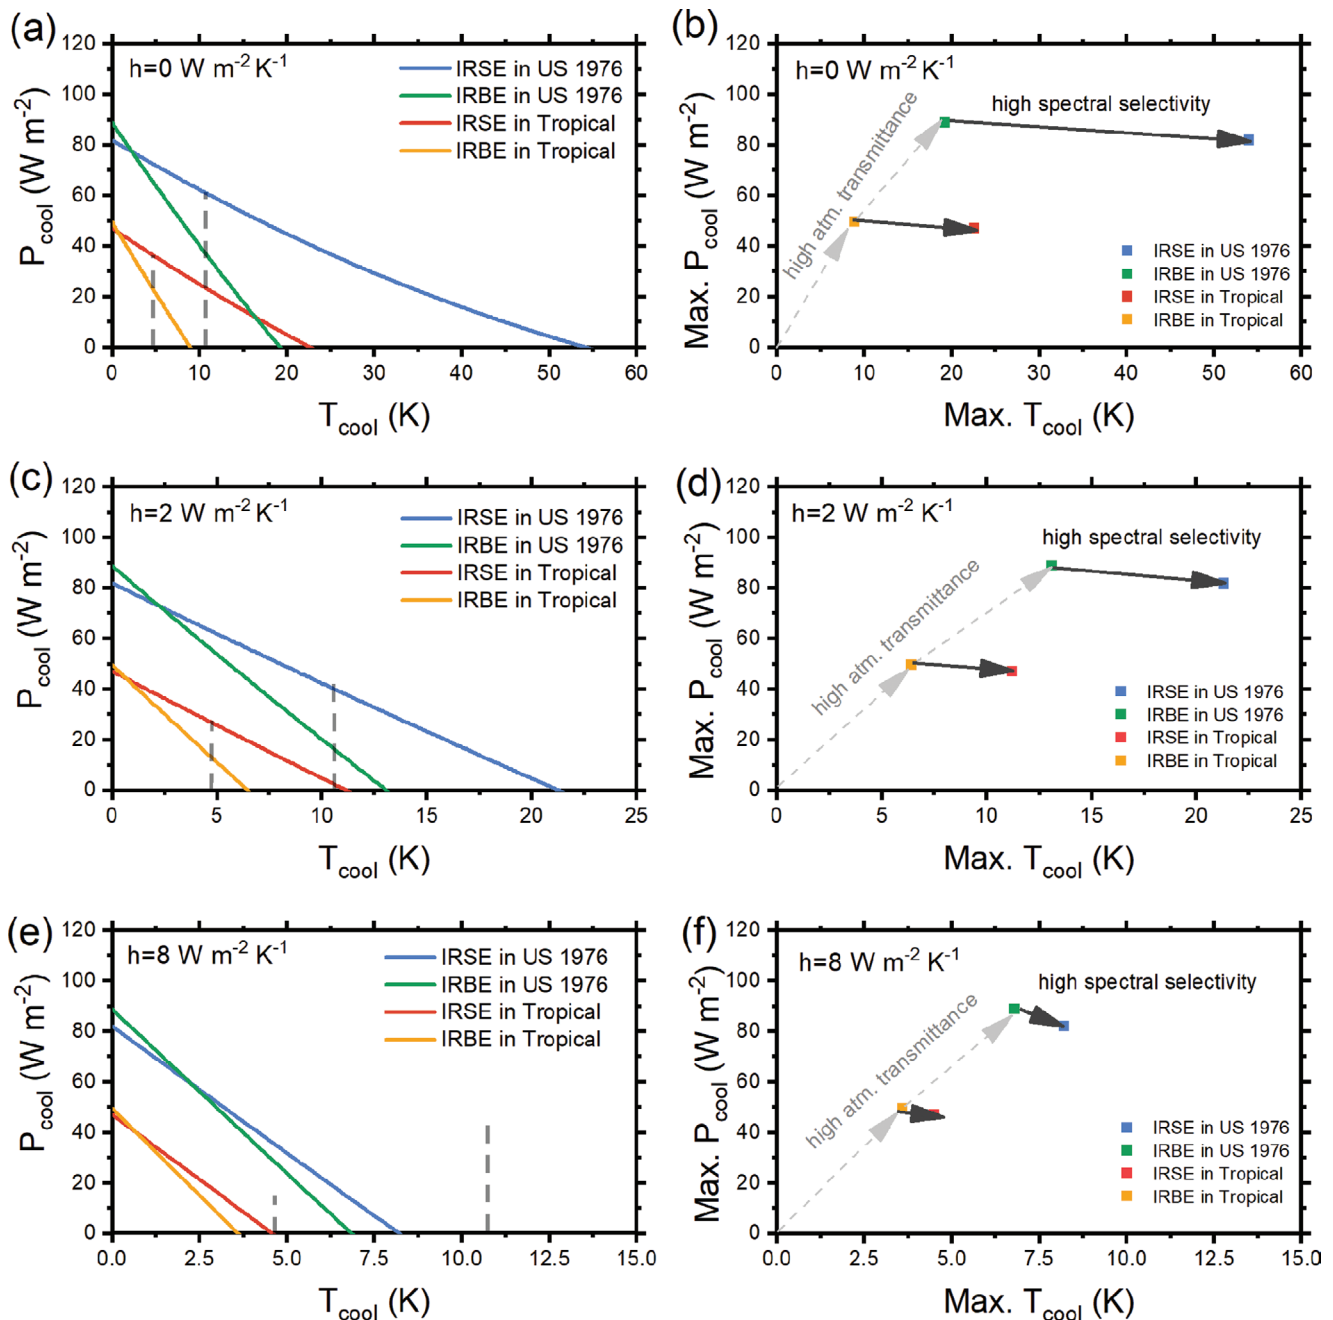 (a)
h=0 W m⁻² K⁻¹
IRSE in US 1976
IRBE in US 1976
IRSE in Tropical
IRBE in Tropical
P_cool (W m⁻²)
120
100
80
60
40
20
0
0 10 20 30 40 50 60
T_cool (K)
(b)
h=0 W m⁻² K⁻¹
high spectral selectivity
high atm. transmittance
IRSE in US 1976
IRBE in US 1976
IRSE in Tropical
IRBE in Tropical
Max. P_cool (W m⁻²)
120
100
80
60
40
20
0
0 10 20 30 40 50 60
Max. T_cool (K)
(c)
h=2 W m⁻² K⁻¹
IRSE in US 1976
IRBE in US 1976
IRSE in Tropical
IRBE in Tropical
P_cool (W m⁻²)
120
100
80
60
40
20
0
0 5 10 15 20 25
T_cool (K)
(d)
h=2 W m⁻² K⁻¹
high spectral selectivity
high atm. transmittance
IRSE in US 1976
IRBE in US 1976
IRSE in Tropical
IRBE in Tropical
Max. P_cool (W m⁻²)
120
100
80
60
40
20
0
0 5 10 15 20 25
Max. T_cool (K)
(e)
h=8 W m⁻² K⁻¹
IRSE in US 1976
IRBE in US 1976
IRSE in Tropical
IRBE in Tropical
P_cool (W m⁻²)
120
100
80
60
40
20
0
0.0 2.5 5.0 7.5 10.0 12.5 15.0
T_cool (K)
(f)
h=8 W m⁻² K⁻¹
high spectral selectivity
high atm. transmittance
IRSE in US 1976
IRBE in US 1976
IRSE in Tropical
IRBE in Tropical
Max. P_cool (W m⁻²)
120
100
80
60
40
20
0
0.0 2.5 5.0 7.5 10.0 12.5 15.0
Max. T_cool (K)